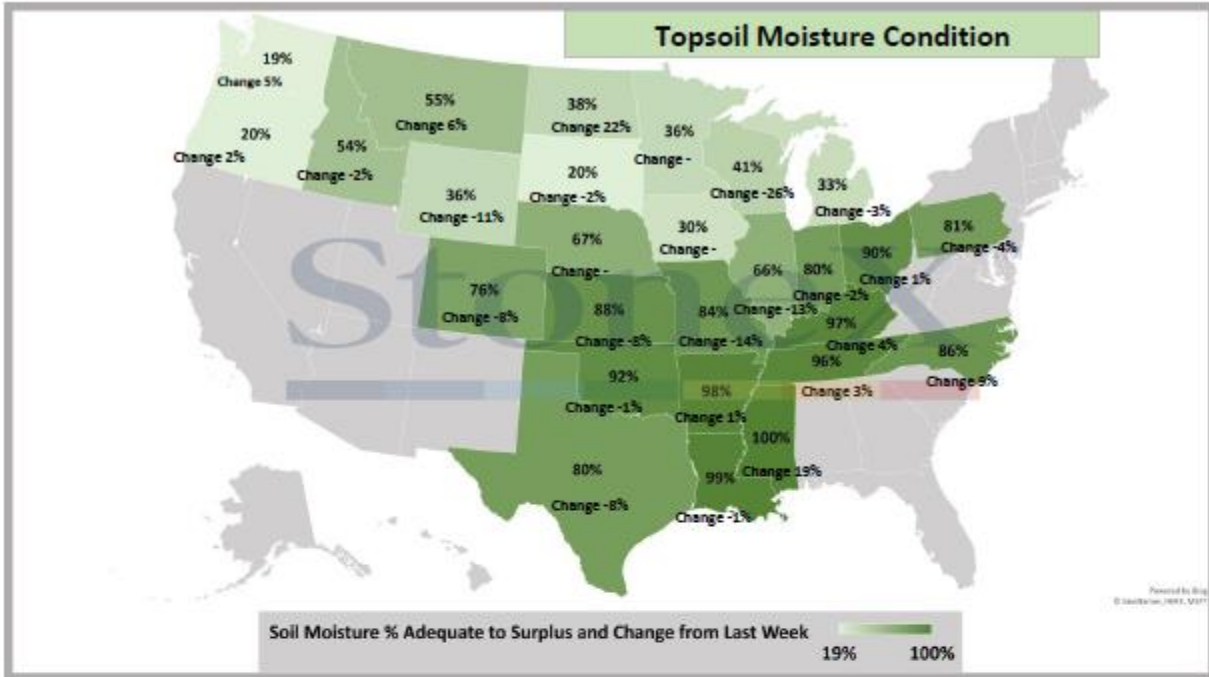 Topsoil Moisture Condition
19%
Change 5%
20%
Change 2%
54%
Change -2%
55%
Change 6%
36%
Change -11%
38%
Change 22%
20%
Change -2%
36%
Change -
41%
Change -26%
33%
Change -3%
67%
Change -
30%
Change -
66%
Change -13%
80%
Change -2%
90%
Change 1%
81%
Change -4%
76%
Change -8%
88%
Change -8%
84%
Change -14%
97%
Change 4%
96%
Change 3%
86%
Change 9%
92%
Change -1%
98%
Change 1%
100%
Change 19%
80%
Change -8%
99%
Change -1%
StoneX
Powered by Bing
Soil Moisture % Adequate to Surplus and Change from Last Week
19% 100%